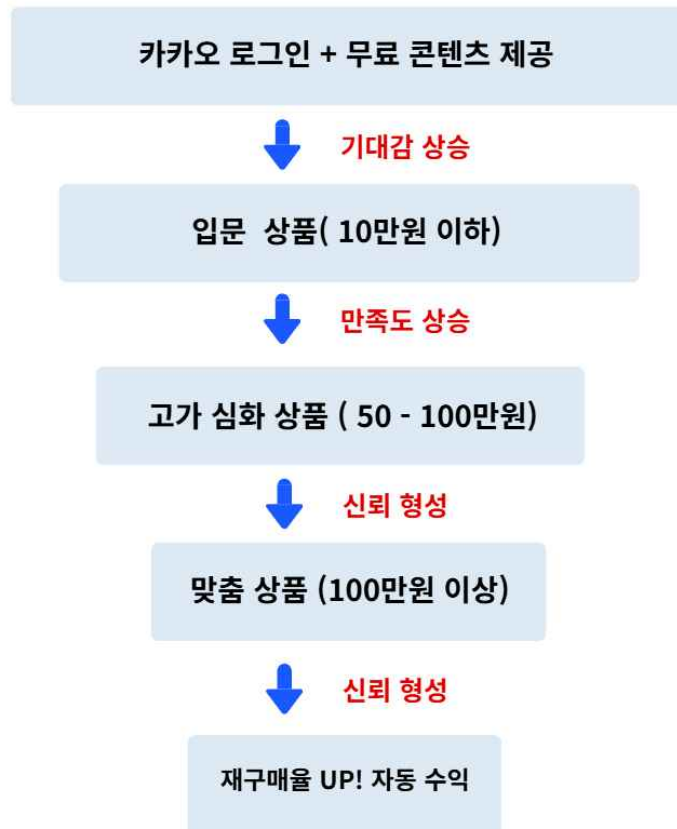 카카오 로그인 + 무료 콘텐츠 제공
기대감 상승
입문 상품( 10만원 이하)
만족도 상승
고가 심화 상품 ( 50 - 100만원)
신뢰 형성
맞춤 상품 (100만원 이상)
신뢰 형성
재구매율 UP! 자동 수익